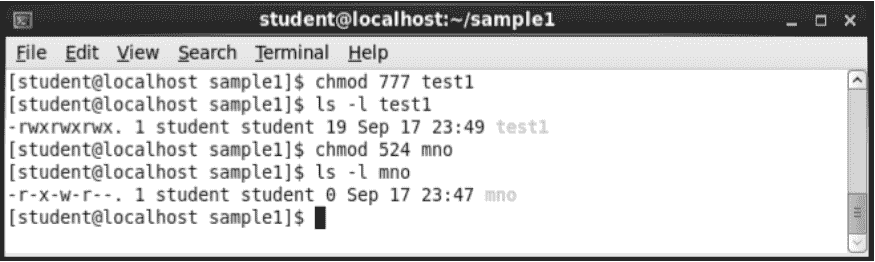 student@localhost:~/sample1
File Edit View Search Terminal Help
[student@localhost sample1]$ chmod 777 test1
[student@localhost sample1]$ ls -l test1
-rwxrwxrwx. 1 student student 19 Sep 17 23:49 test1
[student@localhost sample1]$ chmod 524 mno
[student@localhost sample1]$ ls -l mno
-r-x-w-r--. 1 student student 0 Sep 17 23:47 mno
[student@localhost sample1]$